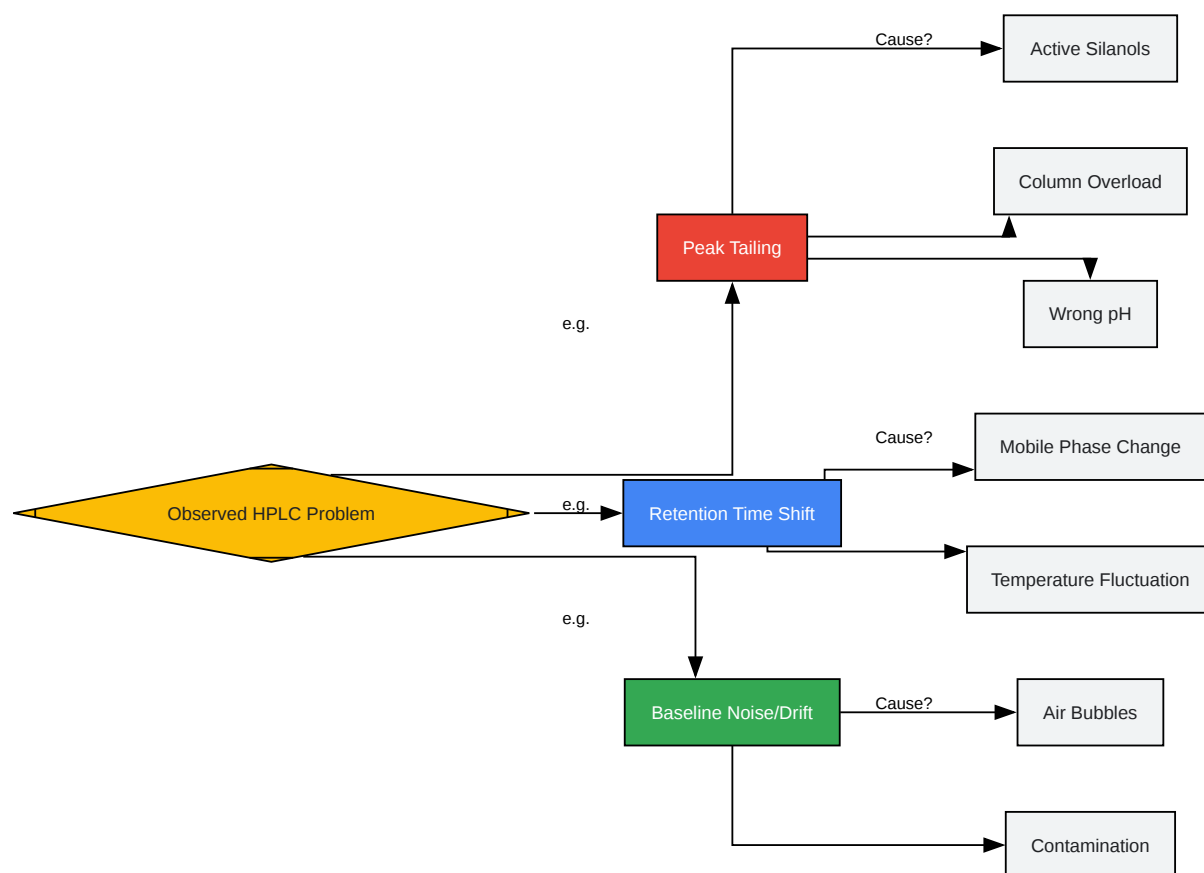 Cause?
Active Silanols
Column Overload
Peak Tailing
Wrong pH
e.g.
Cause?
Mobile Phase Change
e.g.
Observed HPLC Problem
Retention Time Shift
Temperature Fluctuation
e.g.
Baseline Noise/Drift
Cause?
Air Bubbles
Contamination